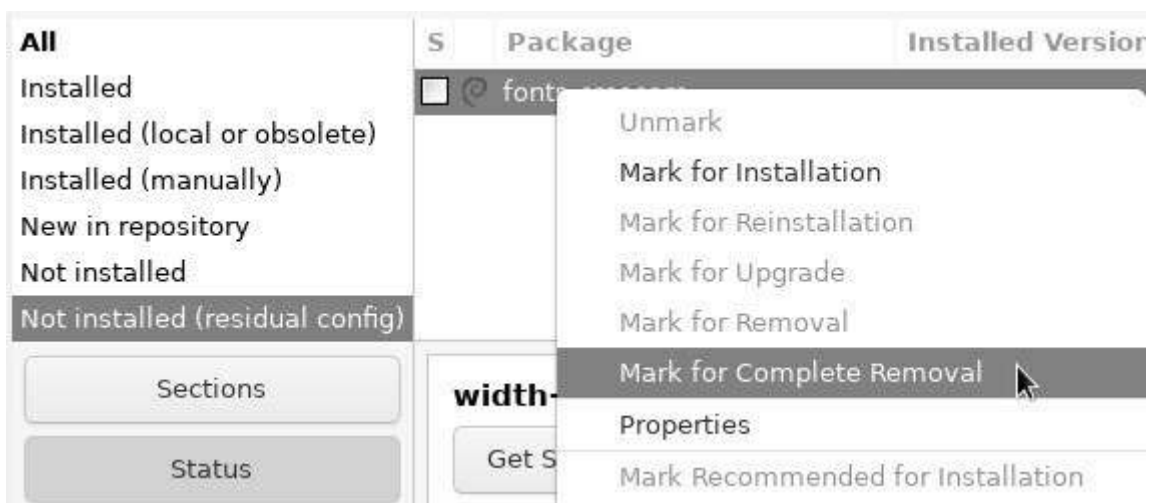 All
Installed
Installed (local or obsolete)
Installed (manually)
New in repository
Not installed
Not installed (residual config)
Sections
Status
S Package Installed Version
Unmark
Mark for Installation
Mark for Reinstallation
Mark for Upgrade
Mark for Removal
Mark for Complete Removal
Properties
Mark Recommended for Installation
width-
Get S